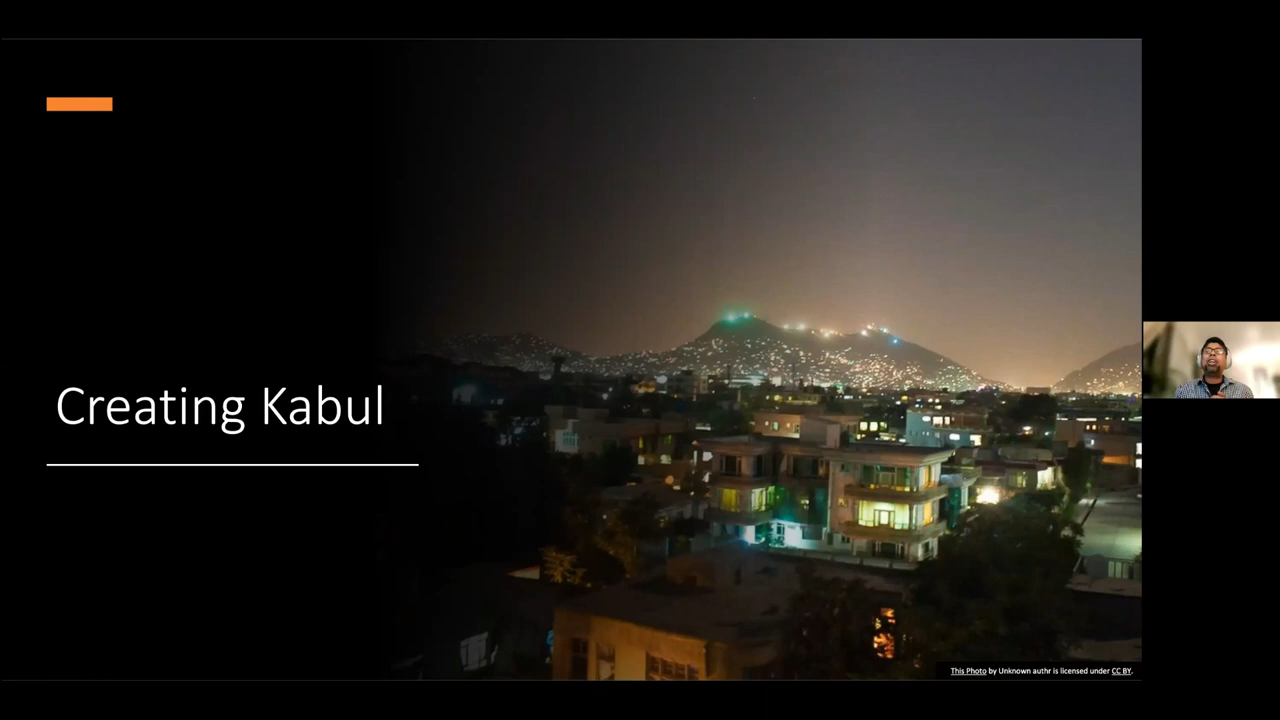 Creating Kabul
This Photo by Unknown authr is licensed under CC BY.